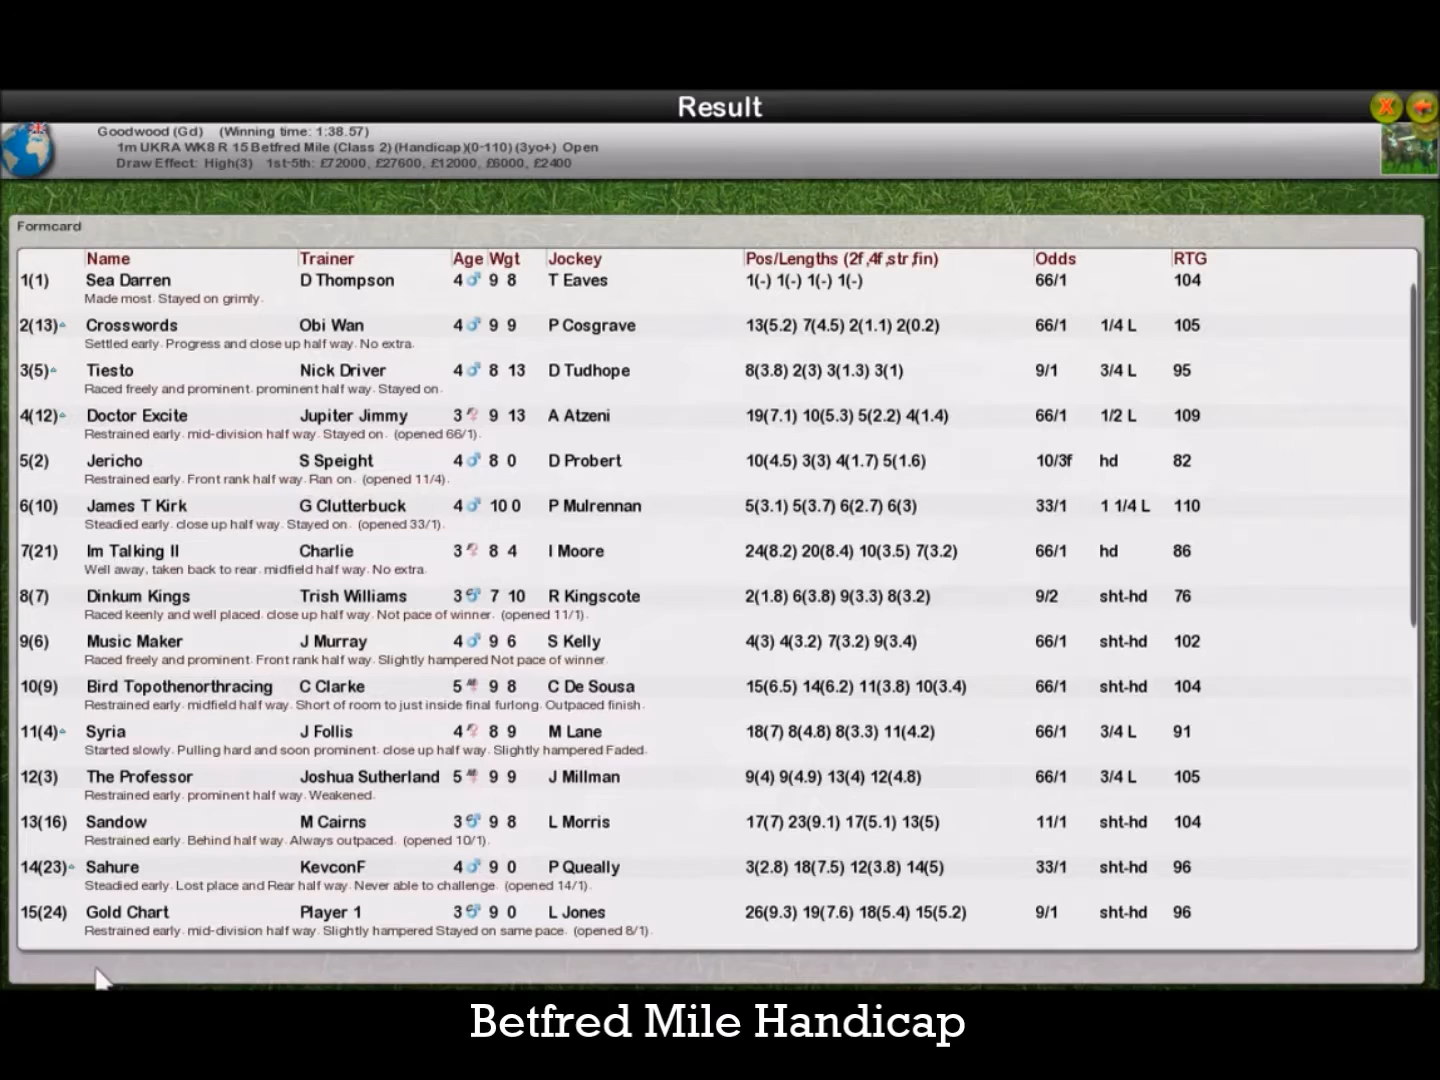 Result
X
Goodwood (Gd) (Winning time: 1:38.57)
1m UKRA WK8 R 15 Betfred Mile (Class 2) (Handicap)(0-110) (3yo+) Open
Draw Effect: High(3) 1st-5th: £72000, £27600, £12000, £6000, £2400
Formcard
Name Trainer Age Wgt Jockey Pos/Lengths (2f,4f,str,fin) Odds RTG
1(1) Sea Darren D Thompson 4 9 8 T Eaves 1(-) 1(-) 1(-) 1(-) 66/1 104
Made most. Stayed on grimly.
2(13) Crosswords Obi Wan 4 9 9 P Cosgrave 13(5.2) 7(4.5) 2(1.1) 2(0.2) 66/1 1/4 L 105
Settled early. Progress and close up half way. No extra.
3(5) Tiesto Nick Driver 4 8 13 D Tudhope 8(3.8) 2(3) 3(1.3) 3(1) 9/1 3/4 L 95
Raced freely and prominent. prominent half way. Stayed on.
4(12) Doctor Excite Jupiter Jimmy 3 9 13 A Atzeni 19(7.1) 10(5.3) 5(2.2) 4(1.4) 66/1 1/2 L 109
Restrained early. mid-division half way. Stayed on. (opened 66/1).
5(2) Jericho S Speight 4 8 0 D Probert 10(4.5) 3(3) 4(1.7) 5(1.6) 10/3f hd 82
Restrained early. Front rank half way. Ran on. (opened 11/4).
6(10) James T Kirk G Clutterbuck 4 10 0 P Mulrennan 5(3.1) 5(3.7) 6(2.7) 6(3) 33/1 1 1/4 L 110
Steadied early. close up half way. Stayed on. (opened 33/1).
7(21) Im Talking II Charlie 3 8 4 I Moore 24(8.2) 20(8.4) 10(3.5) 7(3.2) 66/1 hd 86
Well away, taken back to rear. midfield half way. No extra.
8(7) Dinkum Kings Trish Williams 3 7 10 R Kingscote 2(1.8) 6(3.8) 9(3.3) 8(3.2) 9/2 sht-hd 76
Raced keenly and well placed. close up half way. Not pace of winner. (opened 11/1).
9(6) Music Maker J Murray 4 9 6 S Kelly 4(3) 4(3.2) 7(3.2) 9(3.4) 66/1 sht-hd 102
Raced freely and prominent. Front rank half way. Slightly hampered Not pace of winner.
10(9) Bird Topothenorthracing C Clarke 5 9 8 C De Sousa 15(6.5) 14(6.2) 11(3.8) 10(3.4) 66/1 sht-hd 104
Restrained early. midfield half way. Short of room to just inside final furlong. Outpaced finish.
11(4) Syria J Follis 4 8 9 M Lane 18(7) 8(4.8) 8(3.3) 11(4.2) 66/1 3/4 L 91
Started slowly. Pulling hard and soon prominent. close up half way. Slightly hampered Faded.
12(3) The Professor Joshua Sutherland 5 9 9 J Millman 9(4) 9(4.9) 13(4) 12(4.8) 66/1 3/4 L 105
Restrained early. prominent half way. Weakened.
13(16) Sandow M Cairns 3 9 8 L Morris 17(7) 23(9.1) 17(5.1) 13(5) 11/1 sht-hd 104
Restrained early. Behind half way. Always outpaced. (opened 10/1).
14(23) Sahure KevconF 4 9 0 P Queally 3(2.8) 18(7.5) 12(3.8) 14(5) 33/1 sht-hd 96
Steadied early. Lost place and Rear half way. Never able to challenge. (opened 14/1).
15(24) Gold Chart Player 1 3 9 0 L Jones 26(9.3) 19(7.6) 18(5.4) 15(5.2) 9/1 sht-hd 96
Restrained early. mid-division half way. Slightly hampered Stayed on same pace. (opened 8/1).
Betfred Mile Handicap